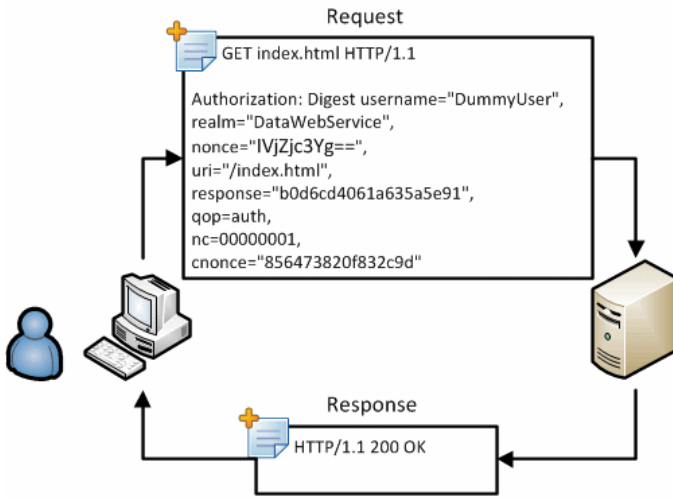 Request
GET index.html HTTP/1.1
Authorization: Digest username="DummyUser",
realm="DataWebService",
nonce="IVjZjc3Yg==",
uri="/index.html",
response="b0d6cd4061a635a5e91",
qop=auth,
nc=00000001,
cnonce="856473820f832c9d"
Response
HTTP/1.1 200 OK